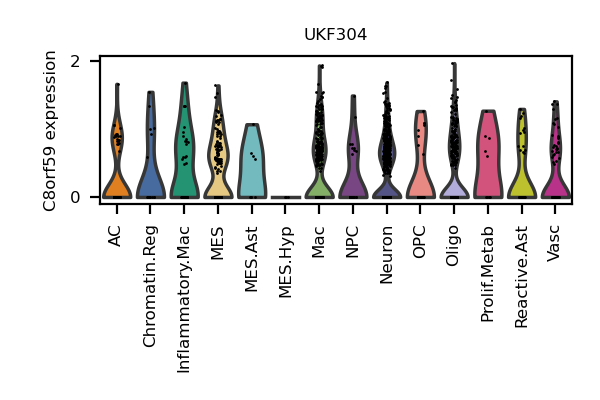 UKF304
C8orf59 expression
2
0
AC
Chromatin.Reg
Inflammatory.Mac
MES
MES.Ast
MES.Hyp
Mac
NPC
Neuron
OPC
Oligo
Prolif.Metab
Reactive.Ast
Vasc